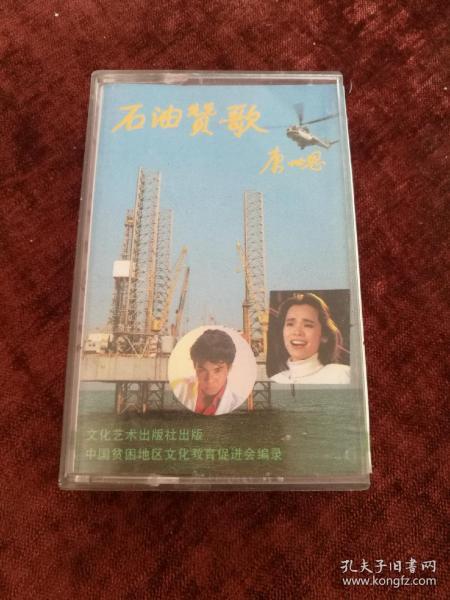 石油赞歌
文化艺术出版社出版
中国贫困地区文化教育促进会编录
孔夫子旧书网
www.kongfz.com